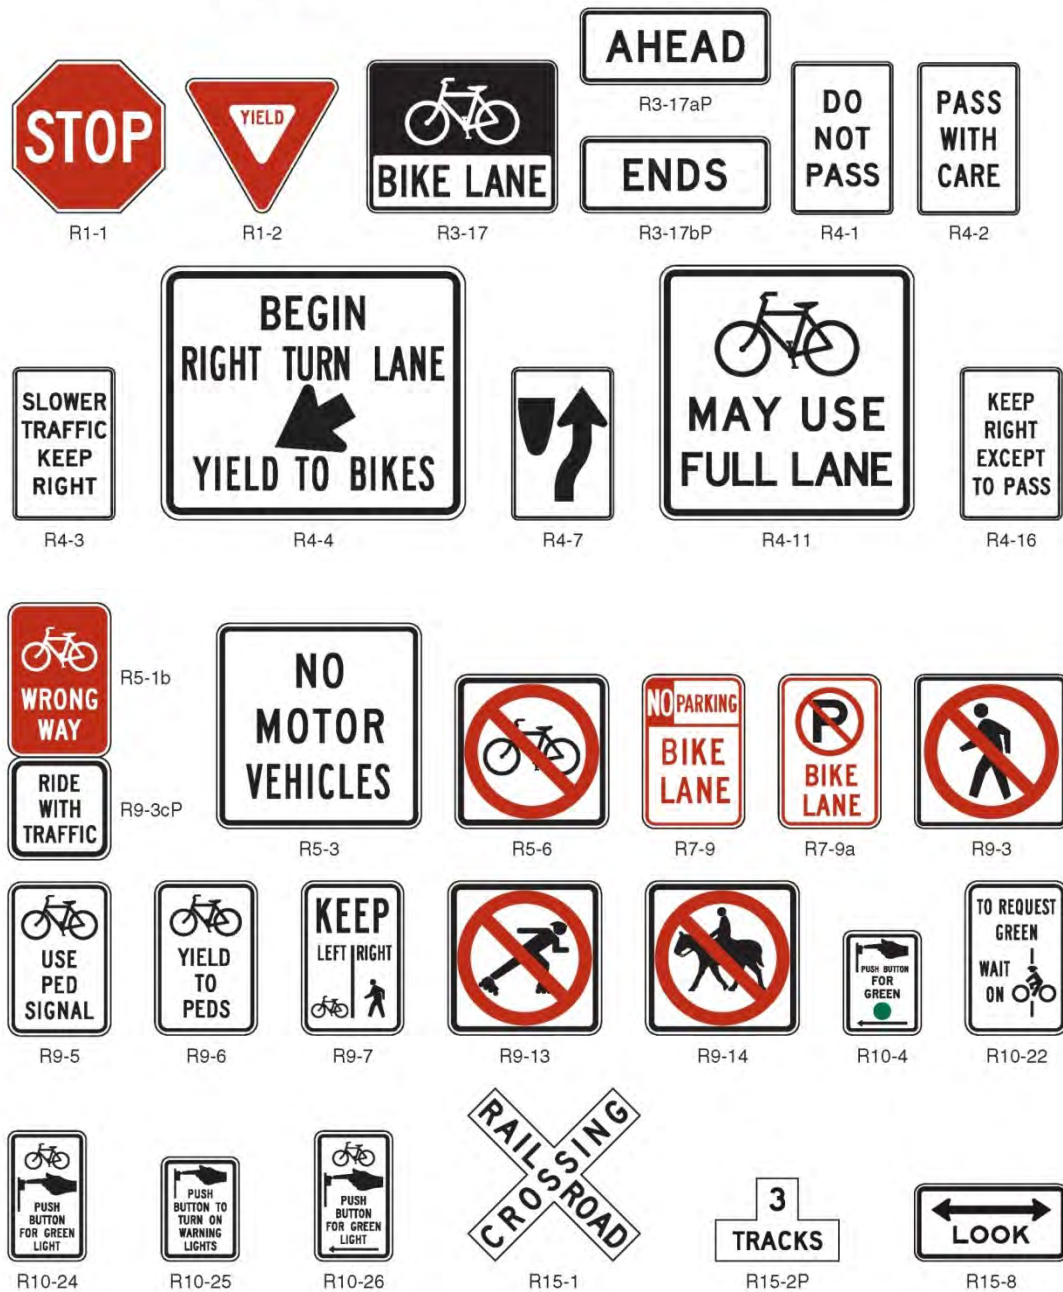 STOP
R1-1
YIELD
R1-2
BIKE LANE
R3-17
AHEAD
R3-17aP
ENDS
R3-17bP
DO
NOT
PASS
R4-1
PASS
WITH
CARE
R4-2
SLOWER
TRAFFIC
KEEP
RIGHT
R4-3
BEGIN
RIGHT TURN LANE
YIELD TO BIKES
R4-4
R4-7
MAY USE
FULL LANE
R4-11
KEEP
RIGHT
EXCEPT
TO PASS
R4-16
WRONG
WAY
R5-1b
RIDE
WITH
TRAFFIC
R9-3cP
NO
MOTOR
VEHICLES
R5-3
R5-6
NO PARKING
BIKE
LANE
R7-9
P
BIKE
LANE
R7-9a
R9-3
USE
PED
SIGNAL
R9-5
YIELD
TO
PEDS
R9-6
KEEP
LEFT RIGHT
R9-7
R9-13
R9-14
PUSH BUTTON
FOR
GREEN
R10-4
TO REQUEST
GREEN
WAIT
ON
R10-22
PUSH
BUTTON
FOR GREEN
LIGHT
R10-24
PUSH
BUTTON TO
TURN ON
WARNING
LIGHTS
R10-25
PUSH
BUTTON
FOR GREEN
LIGHT
R10-26
RAILROAD
CROSSING
R15-1
3
TRACKS
R15-2P
LOOK
R15-8